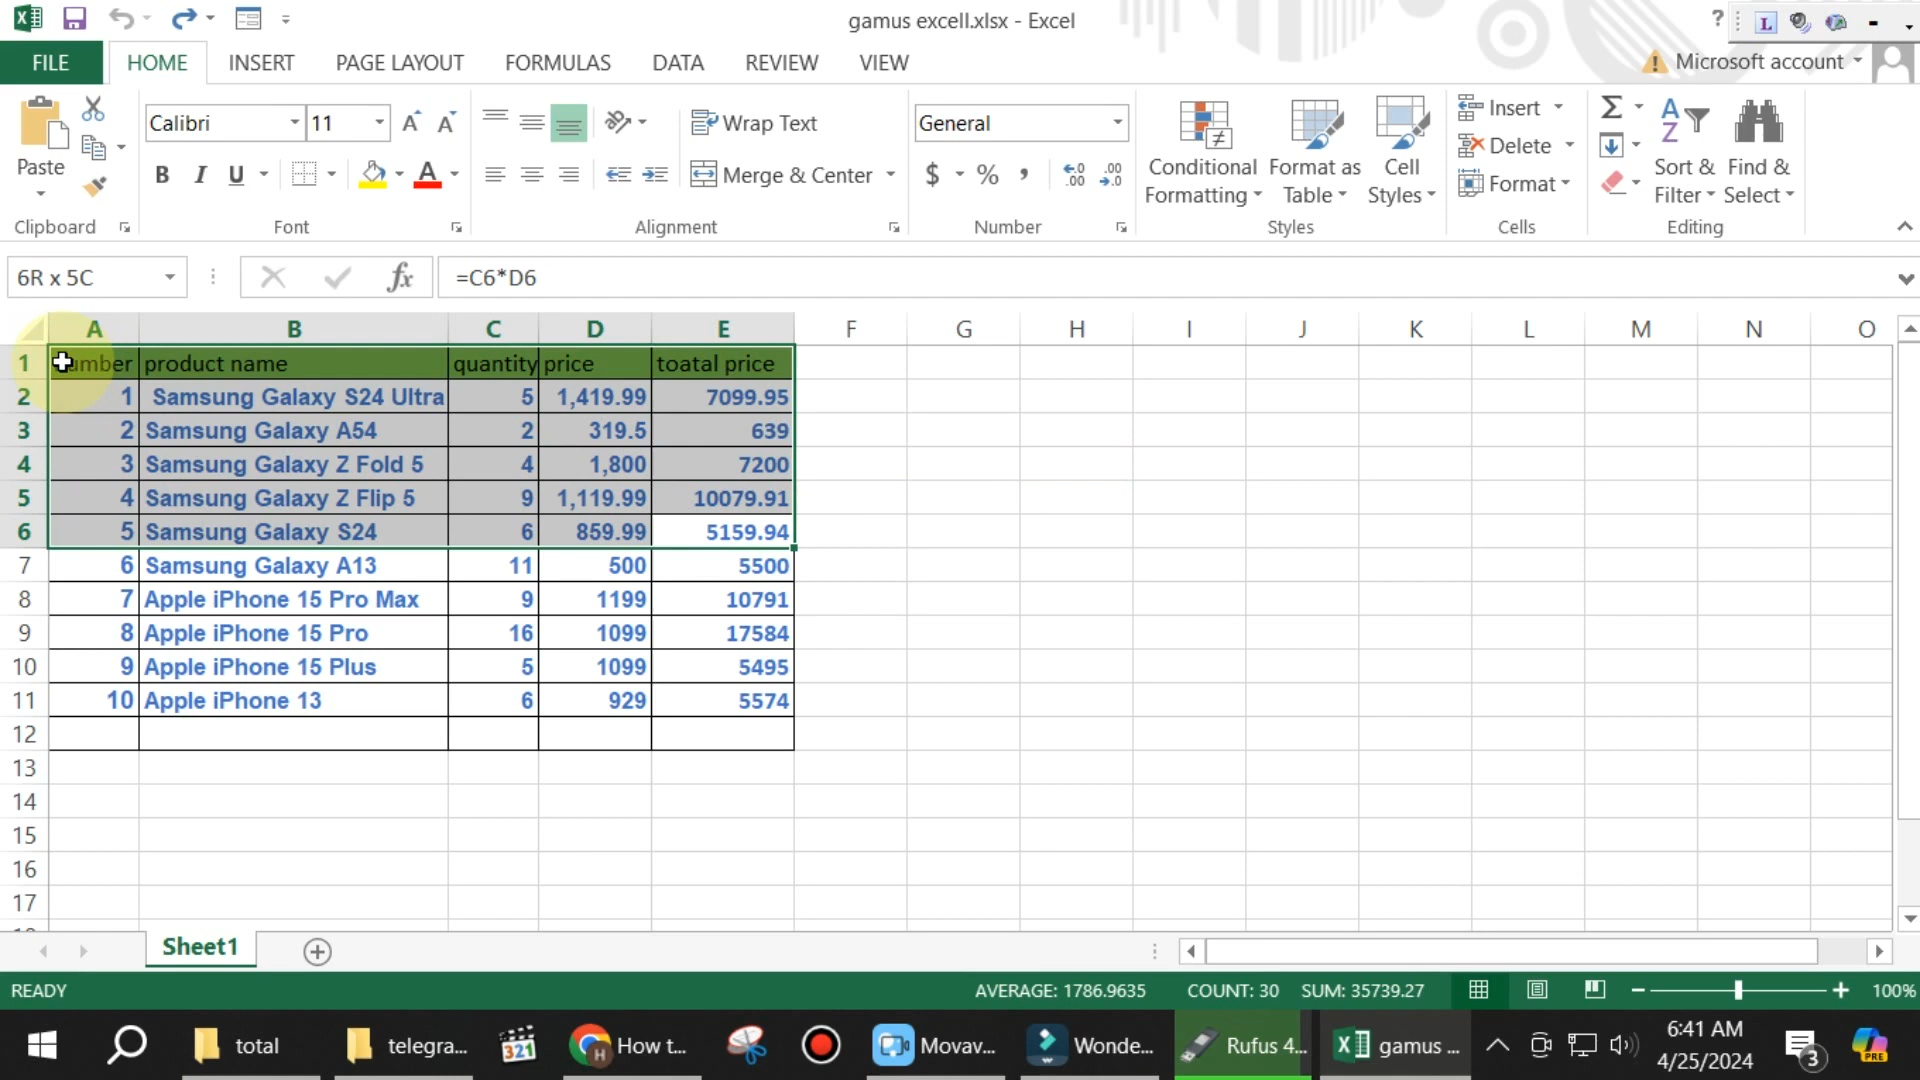 gamus excell.xlsx - Excel
?
L
FILE
HOME
INSERT
PAGE LAYOUT
FORMULAS
DATA
REVIEW
VIEW
Microsoft account
Paste
Clipboard
Calibri
11
B I U
Font
Wrap Text
Merge & Center
Alignment
General
$ % ,
Number
Conditional Formatting
Format as Table
Cell Styles
Styles
Insert
Delete
Format
Cells
Sort & Filter
Find & Select
Editing
6R x 5C
fx
=C6*D6
A B C D E F G H I J K L M N O
1 umber product name quantity price toatal price
2 1 Samsung Galaxy S24 Ultra 5 1,419.99 7099.95
3 2 Samsung Galaxy A54 2 319.5 639
4 3 Samsung Galaxy Z Fold 5 4 1,800 7200
5 4 Samsung Galaxy Z Flip 5 9 1,119.99 10079.91
6 5 Samsung Galaxy S24 6 859.99 5159.94
7 6 Samsung Galaxy A13 11 500 5500
8 7 Apple iPhone 15 Pro Max 9 1199 10791
9 8 Apple iPhone 15 Pro 16 1099 17584
10 9 Apple iPhone 15 Plus 5 1099 5495
11 10 Apple iPhone 13 6 929 5574
12
13
14
15
16
17
Sheet1
READY
AVERAGE: 1786.9635
COUNT: 30
SUM: 35739.27
100%
total
telegra...
321
How t...
Movav...
Wonde...
Rufus 4...
gamus ...
6:41 AM
4/25/2024
3
PRE